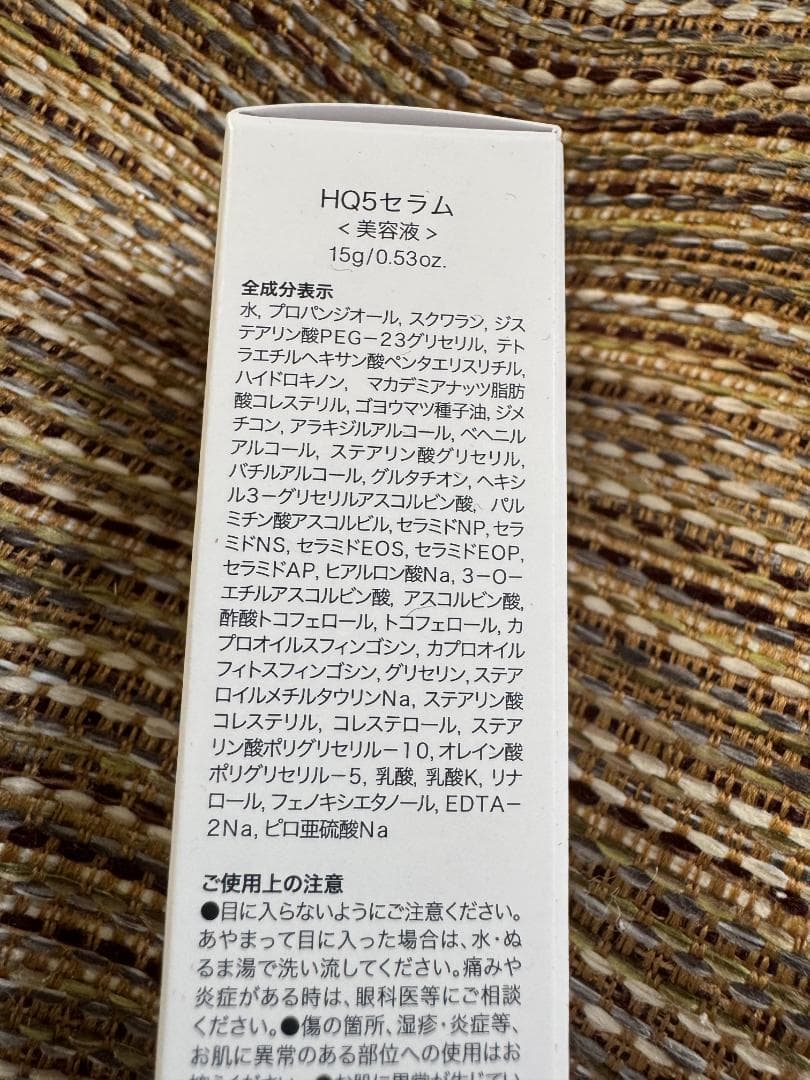 HQ5セラム
<美容液>
15g/0.53oz.
全成分表示
水, プロパンジオール, スクワラン, ジス
テアリン酸PEG-23グリセリル, テト
ラエチルヘキサン酸ペンタエリスリチル,
ハイドロキノン, マカデミアナッツ脂肪
酸コレステリル, ゴヨウマツ種子油, ジメ
チコン, アラキジルアルコール, ベヘニル
アルコール, ステアリン酸グリセリル,
バチルアルコール, グルタチオン, ヘキシ
ル3-グリセリルアスコルビン酸, パル
ミチン酸アスコルビル, セラミドNP, セラ
ミドNS, セラミドEOS, セラミドEOP,
セラミドAP, ヒアルロン酸Na, 3-O-
エチルアスコルビン酸, アスコルビン酸,
酢酸トコフェロール, トコフェロール, カ
プロオイルスフィンゴシン, カプロオイル
フィトスフィンゴシン, グリセリン, ステア
ロイルメチルタウリンNa, ステアリン酸
コレステリル, コレステロール, ステア
リン酸ポリグリセリル-10, オレイン酸
ポリグリセリル-5, 乳酸, 乳酸K, リナ
ロール, フェノキシエタノール, EDTA-
2Na, ピロ亜硫酸Na
ご使用上の注意
●目に入らないようにご注意ください。
あやまって目に入った場合は、水・ぬ
るま湯で洗い流してください。痛みや
炎症がある時は、眼科医等にご相談
ください。●傷の箇所、湿疹・炎症等、
お肌に異常のある部位への使用はお
控えください。●お肌に異常が生じてい